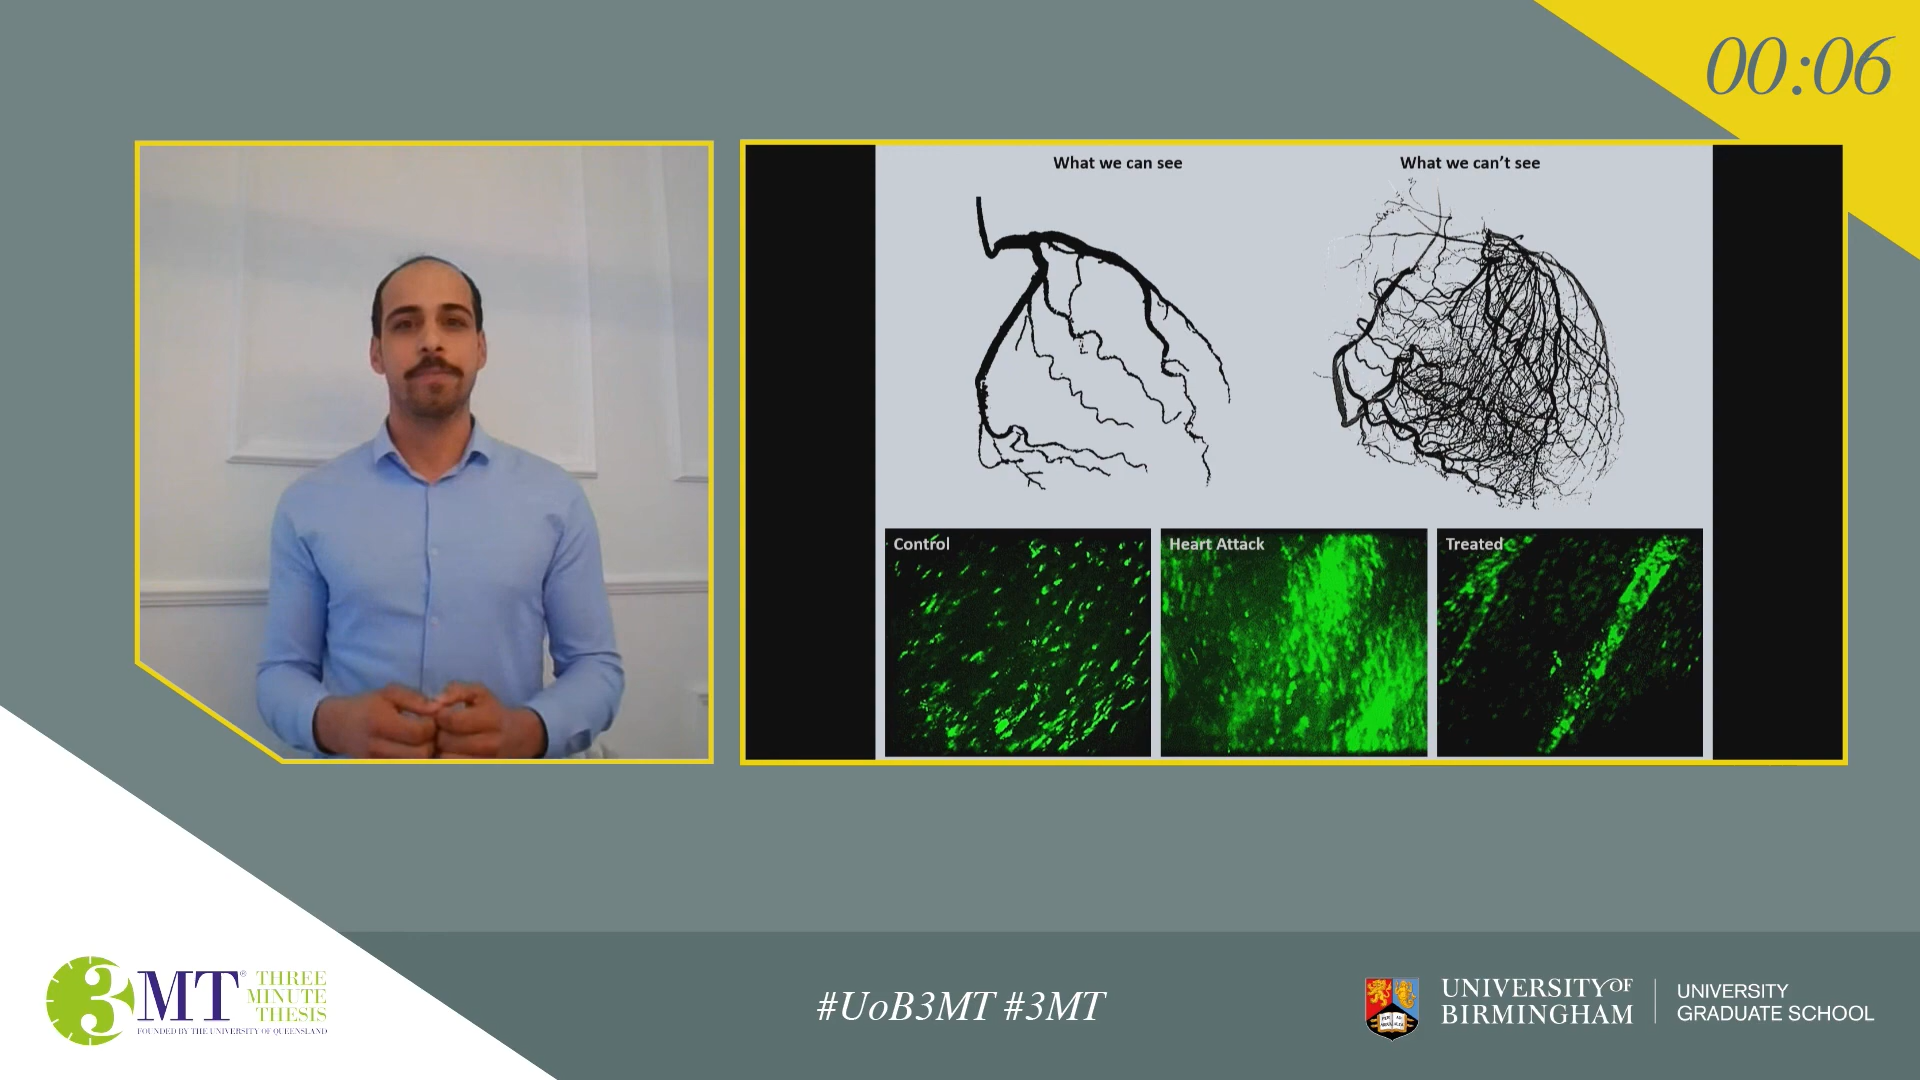 00:06
What we can see
What we can't see
Control
Heart Attack
Treated
3MT® THREE
MINUTE
THESIS
FOUNDED BY THE UNIVERSITY OF QUEENSLAND
#UoB3MT #3MT
UNIVERSITY OF
BIRMINGHAM
UNIVERSITY
GRADUATE SCHOOL